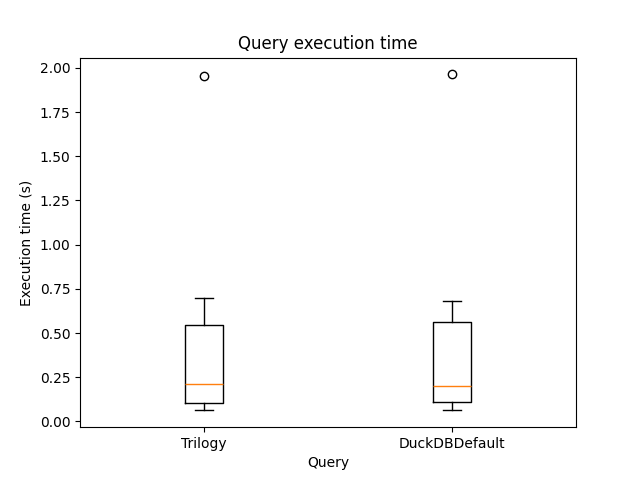 Query execution time
Execution time (s)
2.00
1.75
1.50
1.25
1.00
0.75
0.50
0.25
0.00
Trilogy
DuckDBDefault
Query